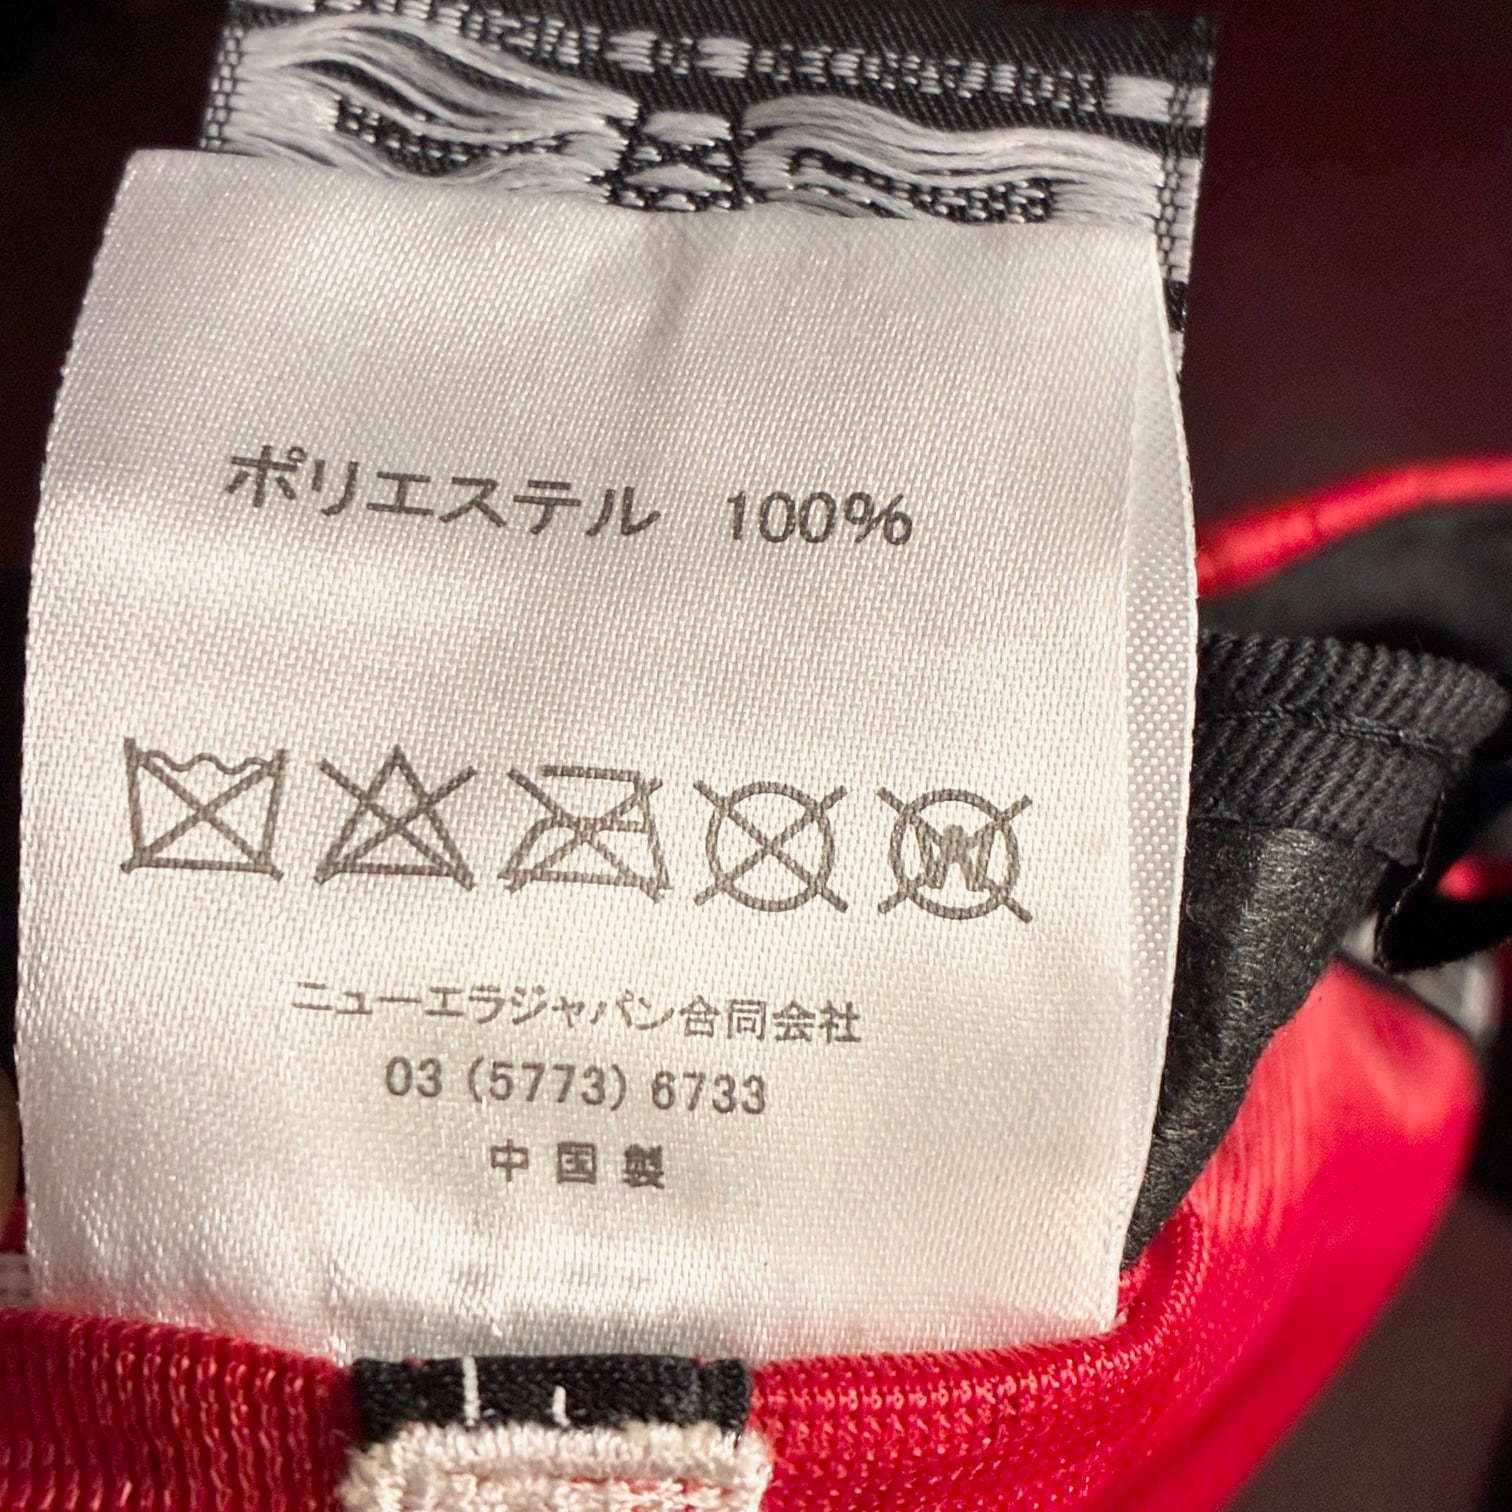 ポリエステル 100%
ニューエラジャパン合同会社
03 (5773) 6733
中国製